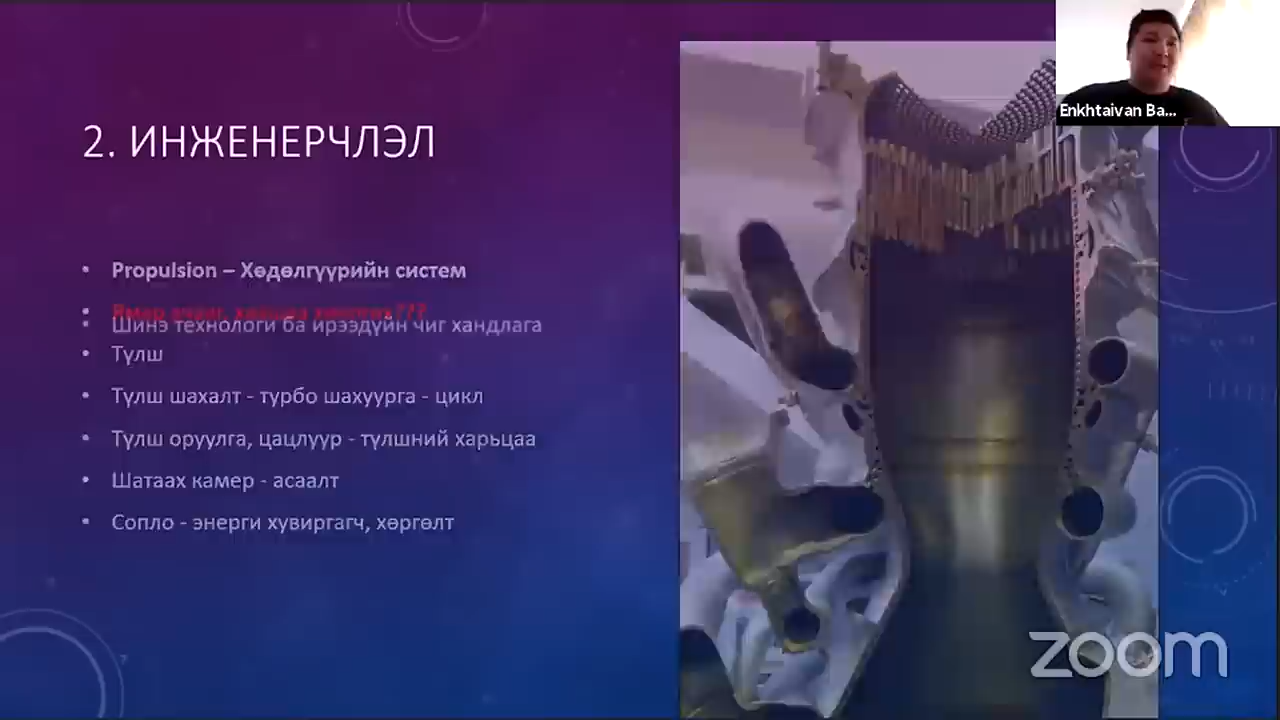 2. ИНЖЕНЕРЧЛЭЛ
• Propulsion – Хөдөлгүүрийн систем
• Шинэ технологи ба ирээдүйн чиг хандлага
• Түлш
• Түлш шахалт - турбо шахуурга - цикл
• Түлш оруулга, цацлуур - түлшний харьцаа
• Шатаах камер - асаалт
• Сопло - энерги хувиргагч, хөргөлт
Enkhtaivan Ba...
zoom